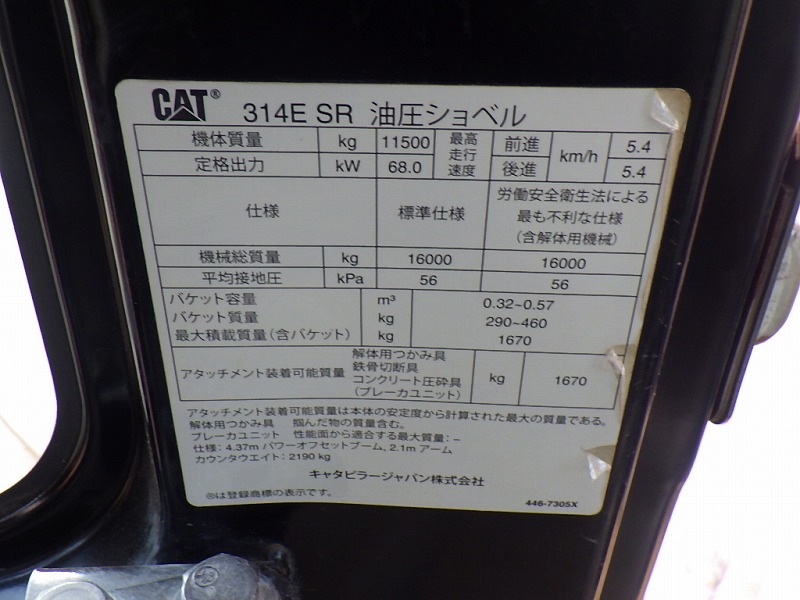 CAT® 314E SR 油圧ショベル
機体質量 kg 11500 最高走行速度 前進 km/h 5.4
定格出力 kW 68.0 後進 5.4
仕様 標準仕様 労働安全衛生法による最も不利な仕様(含解体用機械)
機械総質量 kg 16000 16000
平均接地圧 kPa 56 56
バケット容量 m³ 0.32~0.57
バケット質量 kg 290~460
最大積載質量(含バケット) kg 1670
アタッチメント装着可能質量 解体用つかみ具 鉄骨切断具 コンクリート圧砕具 (ブレーカユニット) kg 1670
アタッチメント装着可能質量は本体の安定度から計算された最大の質量である。
解体用つかみ具 掴んだ物の質量含む。
ブレーカユニット 性能面から適合する最大質量: −
仕様: 4.37m パワーオフセットブーム, 2.1m アーム
カウンタウエイト: 2190 kg
キャタピラージャパン株式会社
®は登録商標の表示です。
446-7305X